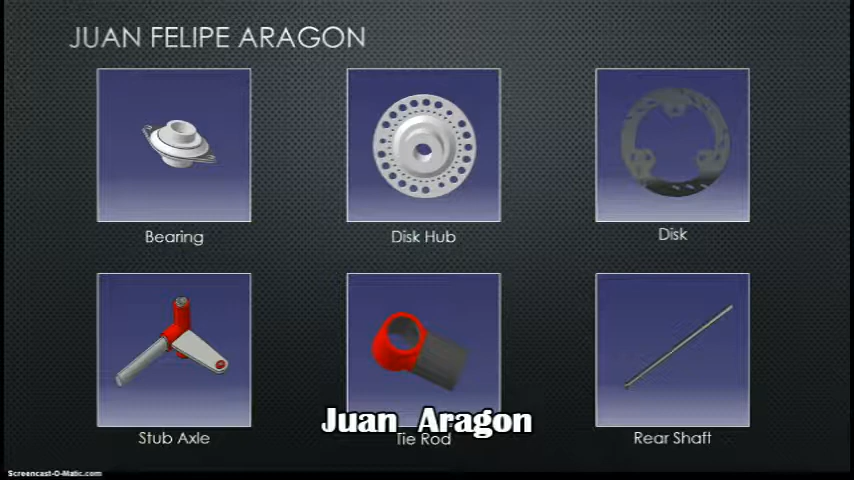 JUAN FELIPE ARAGON
Bearing
Disk Hub
Disk
Stub Axle
Tie Rod
Rear Shaft
Juan Aragon
Screencast-O-Matic.com